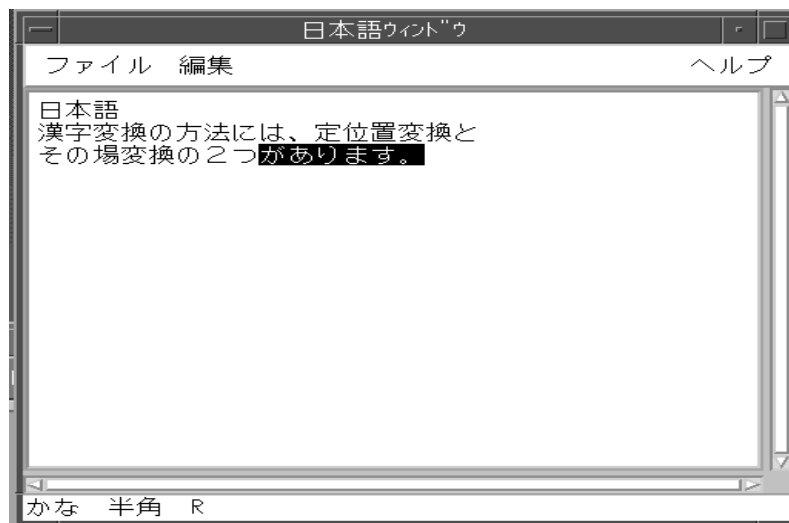 日本語ウィンドウ
ファイル 編集 ヘルプ
日本語
漢字変換の方法には、定位置変換と
その場変換の２つがあります。
かな 半角 R